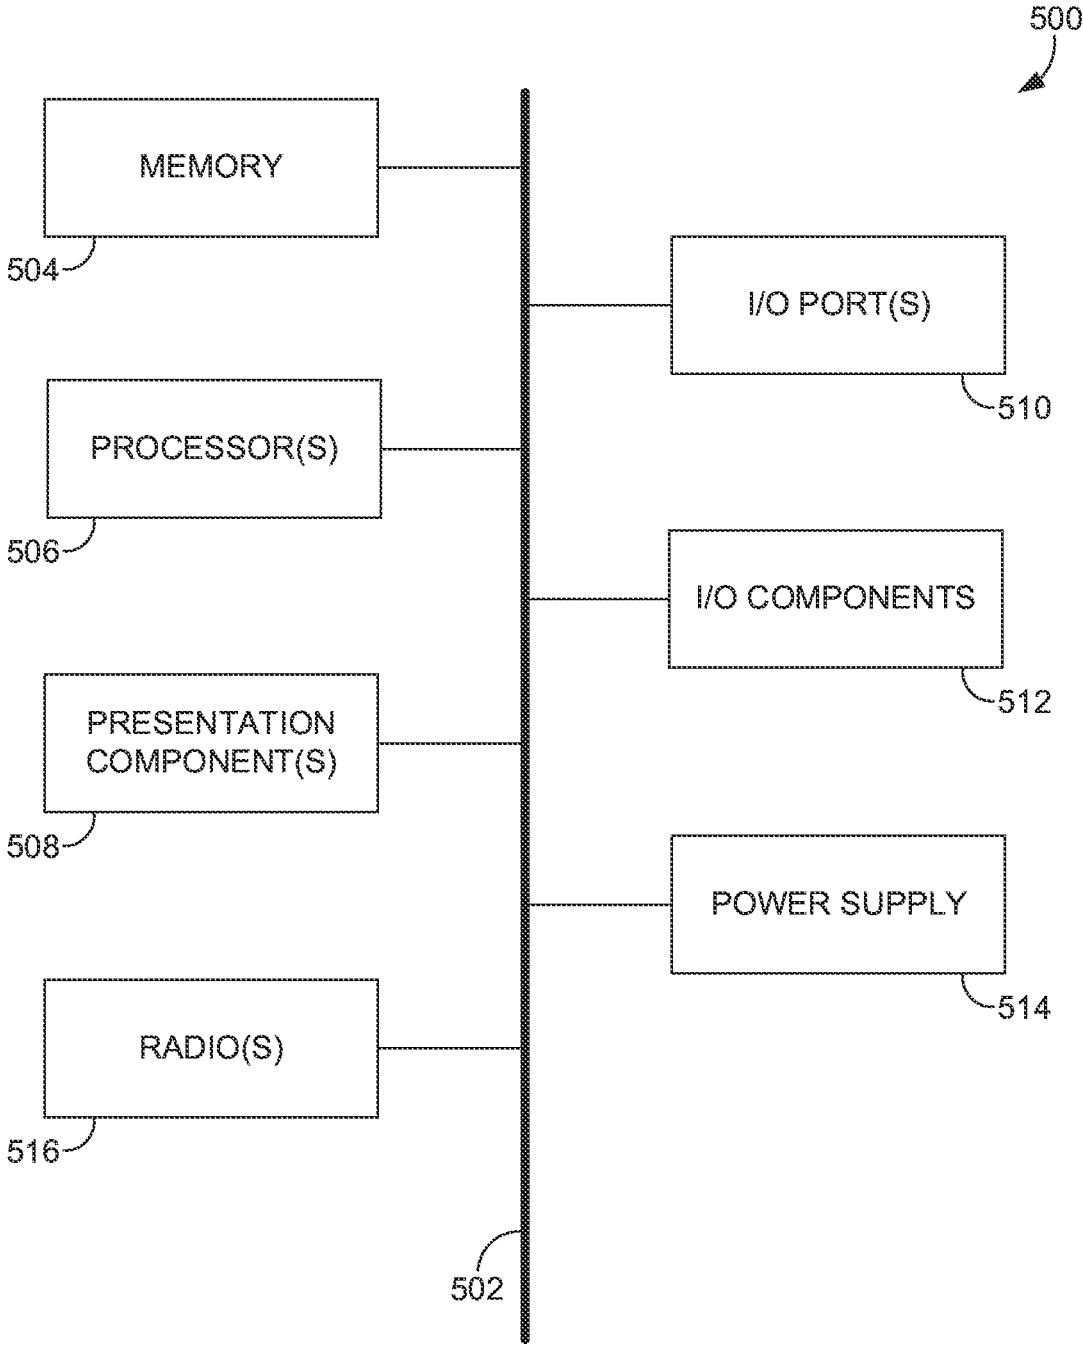 500
MEMORY
504
I/O PORT(S)
510
PROCESSOR(S)
506
I/O COMPONENTS
512
PRESENTATION
COMPONENT(S)
508
POWER SUPPLY
514
RADIO(S)
516
502